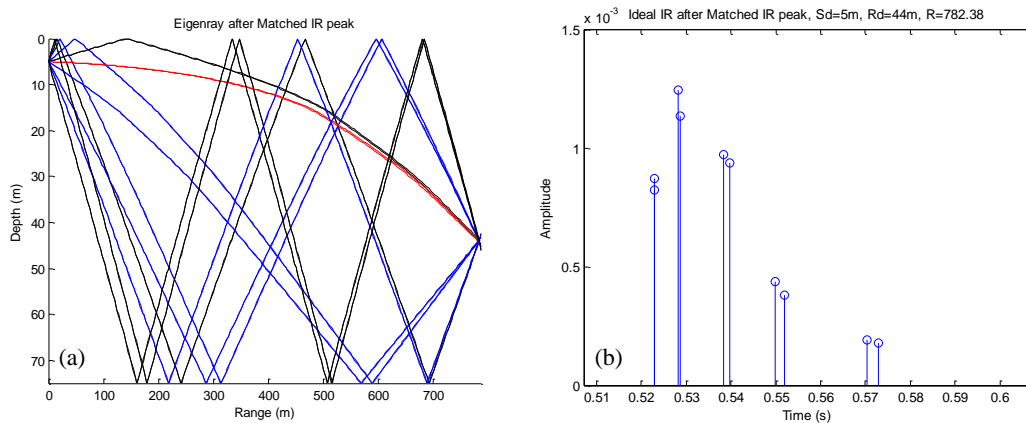 Eigenray after Matched IR peak
0
10
20
30
40
50
60
70
Depth (m)
(a)
0 100 200 300 400 500 600 700
Range (m)
Ideal IR after Matched IR peak, Sd=5m, Rd=44m, R=782.38
x 10^-3
1.5
1
0.5
0
Amplitude
(b)
0.51 0.52 0.53 0.54 0.55 0.56 0.57 0.58 0.59 0.6
Time (s)